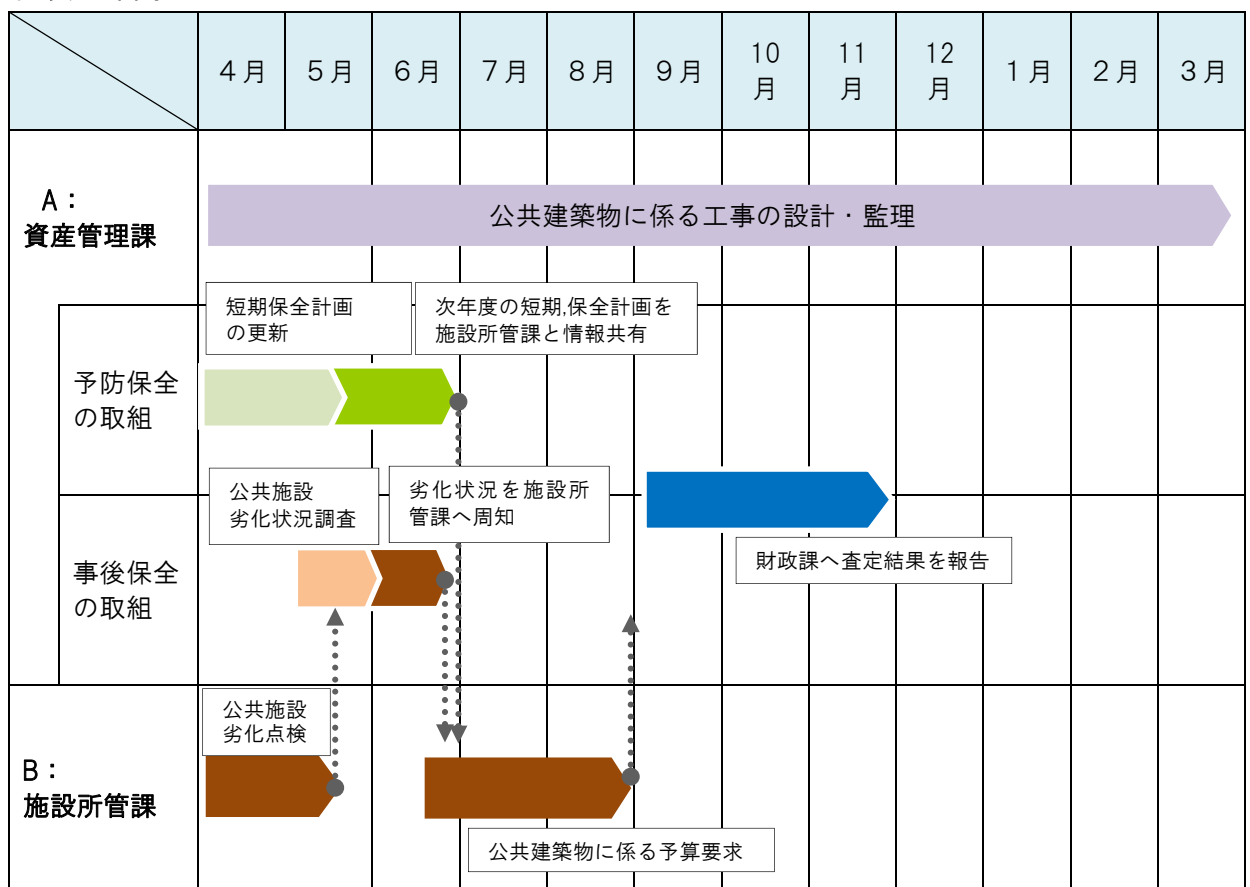 4月 5月 6月 7月 8月 9月 10月 11月 12月 1月 2月 3月
A：
資産管理課
公共建築物に係る工事の設計・監理
短期保全計画
の更新
次年度の短期,保全計画を
施設所管課と情報共有
予防保全
の取組
公共施設
劣化状況調査
劣化状況を施設所
管課へ周知
財政課へ査定結果を報告
事後保全
の取組
公共施設
劣化点検
B：
施設所管課
公共建築物に係る予算要求